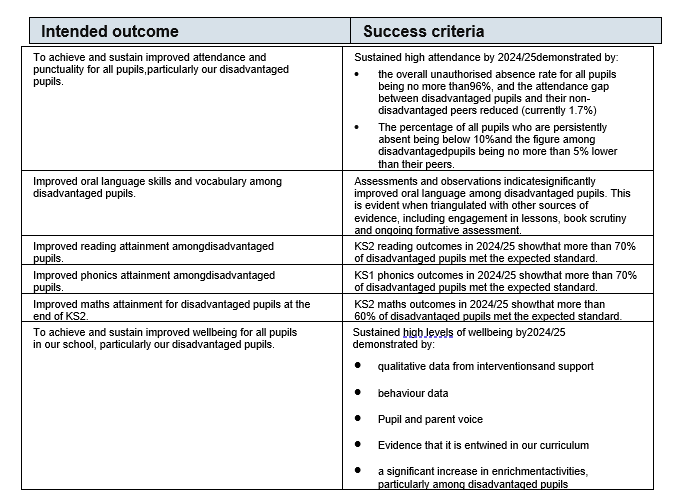 Intended outcome
Success criteria
To achieve and sustain improved attendance and
punctuality for all pupils,particularly our disadvantaged
pupils.
Sustained high attendance by 2024/25demonstrated by:
• the overall unauthorised absence rate for all pupils
being no more than96%, and the attendance gap
between disadvantaged pupils and their non-
disadvantaged peers reduced (currently 1.7%)
• The percentage of all pupils who are persistently
absent being below 10%and the figure among
disadvantagedpupils being no more than 5% lower
than their peers.
Improved oral language skills and vocabulary among
disadvantaged pupils.
Assessments and observations indicatesignificantly
improved oral language among disadvantaged pupils. This
is evident when triangulated with other sources of
evidence, including engagement in lessons, book scrutiny
and ongoing formative assessment.
Improved reading attainment amongdisadvantaged
pupils.
KS2 reading outcomes in 2024/25 showthat more than 70%
of disadvantaged pupils met the expected standard.
Improved phonics attainment amongdisadvantaged
pupils.
KS1 phonics outcomes in 2024/25 showthat more than 70%
of disadvantaged pupils met the expected standard.
Improved maths attainment for disadvantaged pupils at the
end of KS2.
KS2 maths outcomes in 2024/25 showthat more than
60% of disadvantaged pupils met the expected standard.
To achieve and sustain improved wellbeing for all pupils
in our school, particularly our disadvantaged pupils.
Sustained high levels of wellbeing by2024/25
demonstrated by:
• qualitative data from interventionsand support
• behaviour data
• Pupil and parent voice
• Evidence that it is entwined in our curriculum
• a significant increase in enrichmentactivities,
particularly among disadvantaged pupils